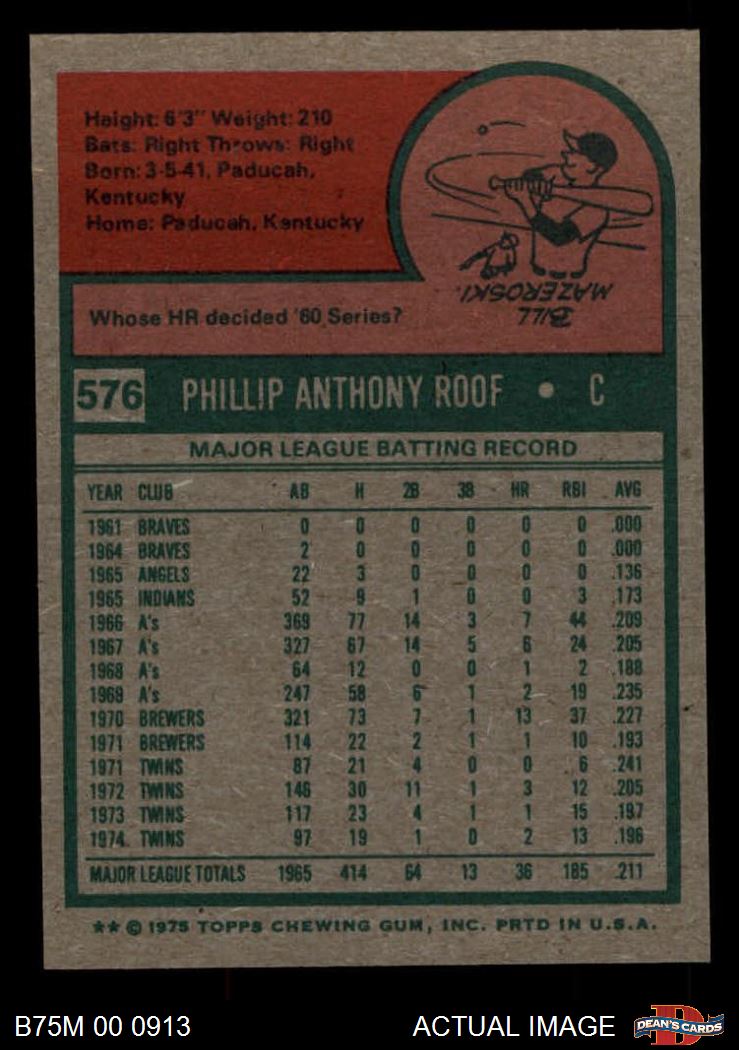 Height: 6'3" Weight: 210
Bats: Right Throws: Right
Born: 3-5-41, Paducah,
Kentucky
Home: Paducah, Kentucky
Whose HR decided '60 Series?
BILL
MAZEROSKI.
576 PHILLIP ANTHONY ROOF • C
MAJOR LEAGUE BATTING RECORD
YEAR CLUB AB H 2B 3B HR RBI AVG
1961 BRAVES 0 0 0 0 0 0 .000
1964 BRAVES 2 0 0 0 0 0 .000
1965 ANGELS 22 3 0 0 0 0 .136
1965 INDIANS 52 9 1 0 0 3 .173
1966 A's 369 77 14 3 7 44 .209
1967 A's 327 67 14 5 6 24 .205
1968 A's 64 12 0 0 1 2 .188
1969 A's 247 58 6 1 2 19 .235
1970 BREWERS 321 73 7 1 13 37 .227
1971 BREWERS 114 22 2 1 1 10 .193
1971 TWINS 87 21 4 0 0 6 .241
1972 TWINS 146 30 11 1 3 12 .205
1973 TWINS 117 23 4 1 1 15 .197
1974 TWINS 97 19 1 0 2 13 .196
MAJOR LEAGUE TOTALS 1965 414 64 13 36 185 .211
★★ © 1975 TOPPS CHEWING GUM, INC. PRTD IN U.S.A.
B75M 00 0913 ACTUAL IMAGE D DEAN'S CARDS